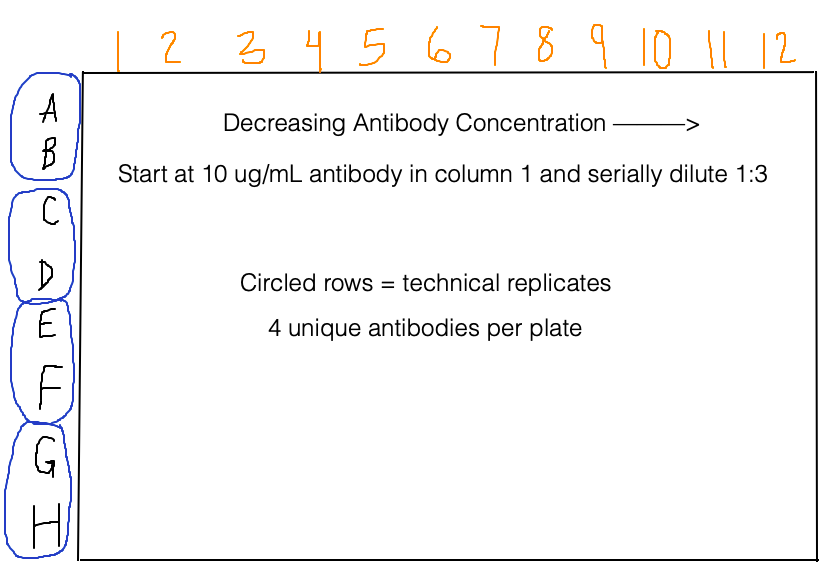 1 2 3 4 5 6 7 8 9 10 11 12
A
Decreasing Antibody Concentration ———>
B
Start at 10 ug/mL antibody in column 1 and serially dilute 1:3
C
D
Circled rows = technical replicates
E
4 unique antibodies per plate
F
G
H